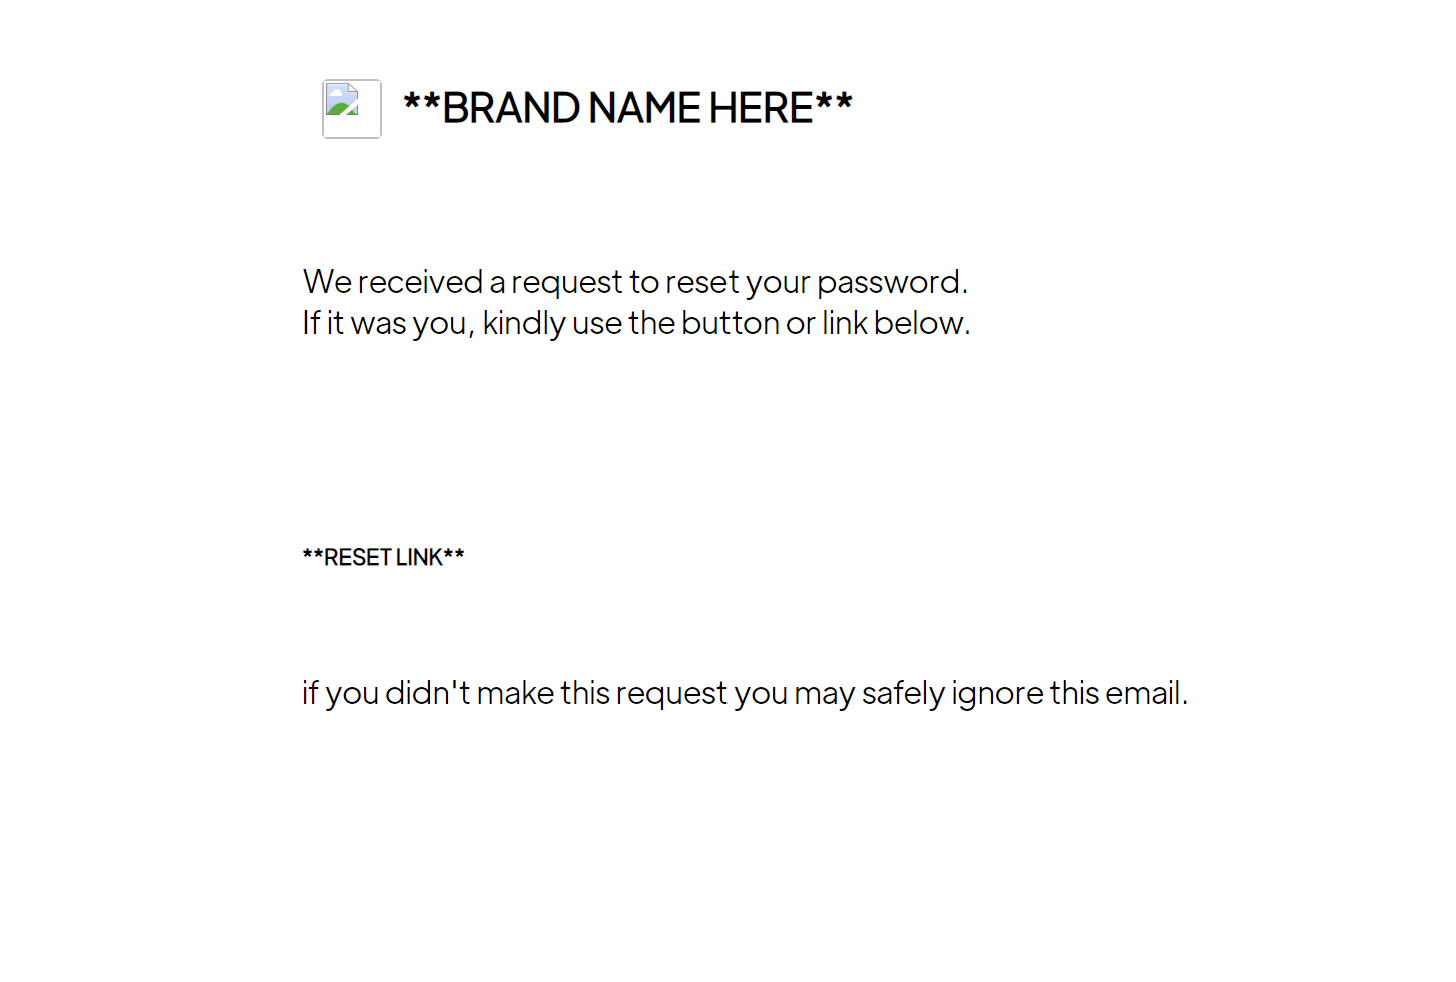 **BRAND NAME HERE**
We received a request to reset your password.
If it was you, kindly use the button or link below.
**RESET LINK**
if you didn't make this request you may safely ignore this email.